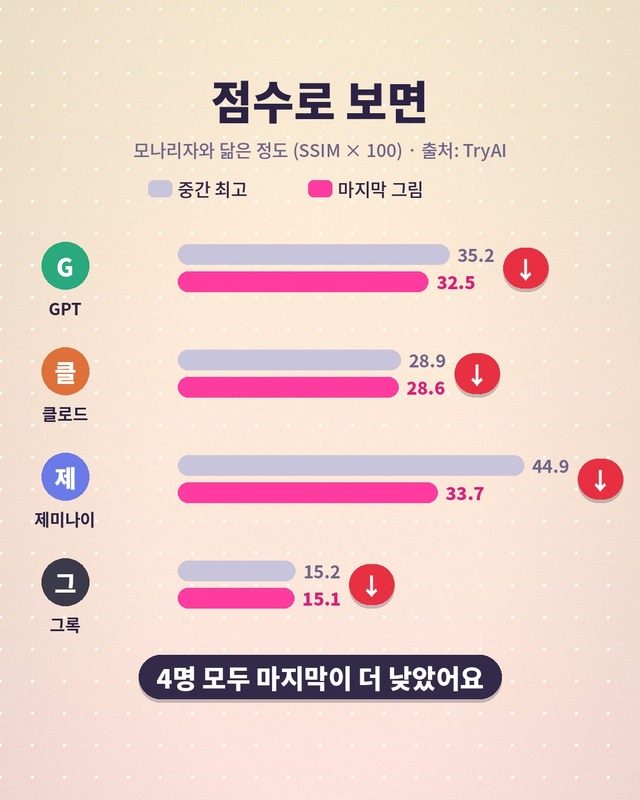 점수로 보면
모나리자와 닮은 정도 (SSIM × 100) · 출처: TryAI
중간 최고 마지막 그림
G
GPT
35.2
32.5
↓
클
클로드
28.9
28.6
↓
제
제미나이
44.9
33.7
↓
그
그록
15.2
15.1
↓
4명 모두 마지막이 더 낮았어요